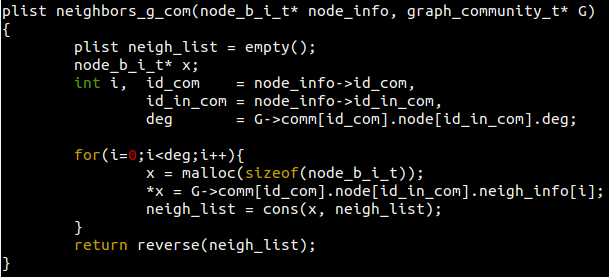 plist neighbors_g_com(node_b_i_t* node_info, graph_community_t* G)
{
        plist neigh_list = empty();
        node_b_i_t* x;
        int i,  id_com    = node_info->id_com,
                id_in_com = node_info->id_in_com,
                deg       = G->comm[id_com].node[id_in_com].deg;

        for(i=0;i<deg;i++){
                x = malloc(sizeof(node_b_i_t));
                *x = G->comm[id_com].node[id_in_com].neigh_info[i];
                neigh_list = cons(x, neigh_list);
        }
        return reverse(neigh_list);
}